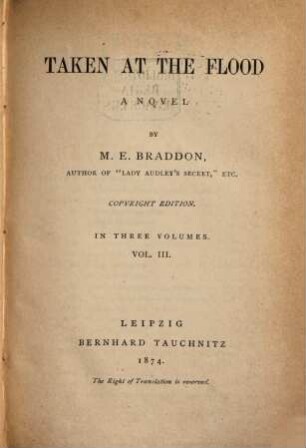 TAKEN AT THE FLOOD
A NOVEL
BY
M. E. BRADDON,
AUTHOR OF "LADY AUDLEY'S SECRET," ETC.
COPYRIGHT EDITION.
IN THREE VOLUMES.
VOL. III.
LEIPZIG
BERNHARD TAUCHNITZ
1874.
The Right of Translation is reserved.